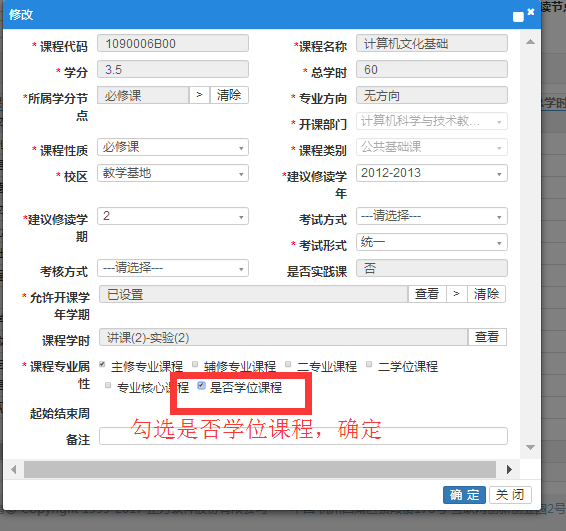 修改
* 课程代码 1090006B00 *课程名称 计算机文化基础
* 学分 3.5 * 总学时 60
*所属学分节点 必修课 > 清除 * 专业方向 无方向
* 开课部门 计算机科学与技术教...
* 课程性质 必修课 * 课程类别 公共基础课
* 校区 教学基地 *建议修读学年 2012-2013
*建议修读学期 2 考试方式 ---请选择---
* 考试形式 统一
考核方式 ---请选择--- 是否实践课 否
* 允许开课学年学期 已设置 查看 > 清除
课程学时 讲课(2)-实验(2) 查看
* 课程专业属性 主修专业课程 辅修专业课程 二专业课程 二学位课程
专业核心课程 是否学位课程
起始结束周
勾选是否学位课程，确定
备注
确 定 关 闭